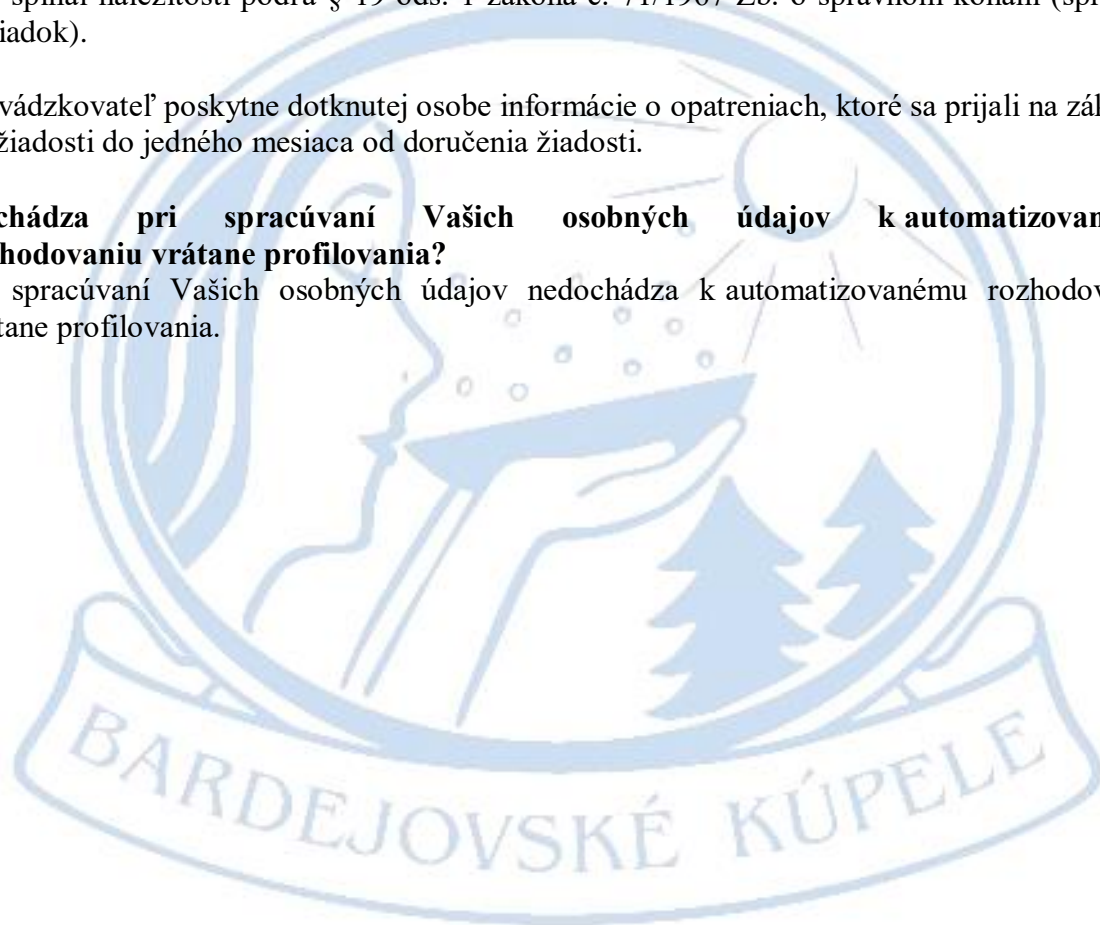 spĺňať náležitosti podľa § 19 ods. 1 zákona č. 71/1967 Zb. o správnom konaní (spr
iadok).
vádzkovateľ poskytne dotknutej osobe informácie o opatreniach, ktoré sa prijali na zák
žiadosti do jedného mesiaca od doručenia žiadosti.
chádza pri spracúvaní Vašich osobných údajov k automatizovan
hodovaniu vrátane profilovania?
spracúvaní Vašich osobných údajov nedochádza k automatizovanému rozhodov
tane profilovania.
BARDEJOVSKÉ KÚPELE